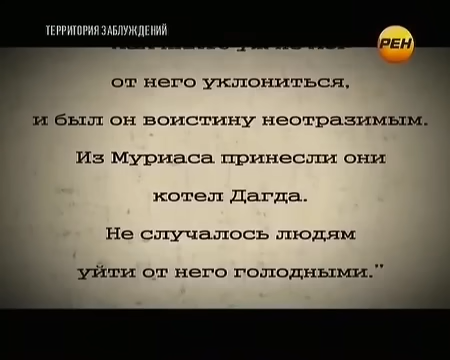 ТЕРРИТОРИЯ ЗАБЛУЖДЕНИЙ
РЕН
от него уклониться,
и был он воистину неотразимым.
Из Муриаса принесли они
котел Дагда.
Не случалось людям
уйти от него голодными."